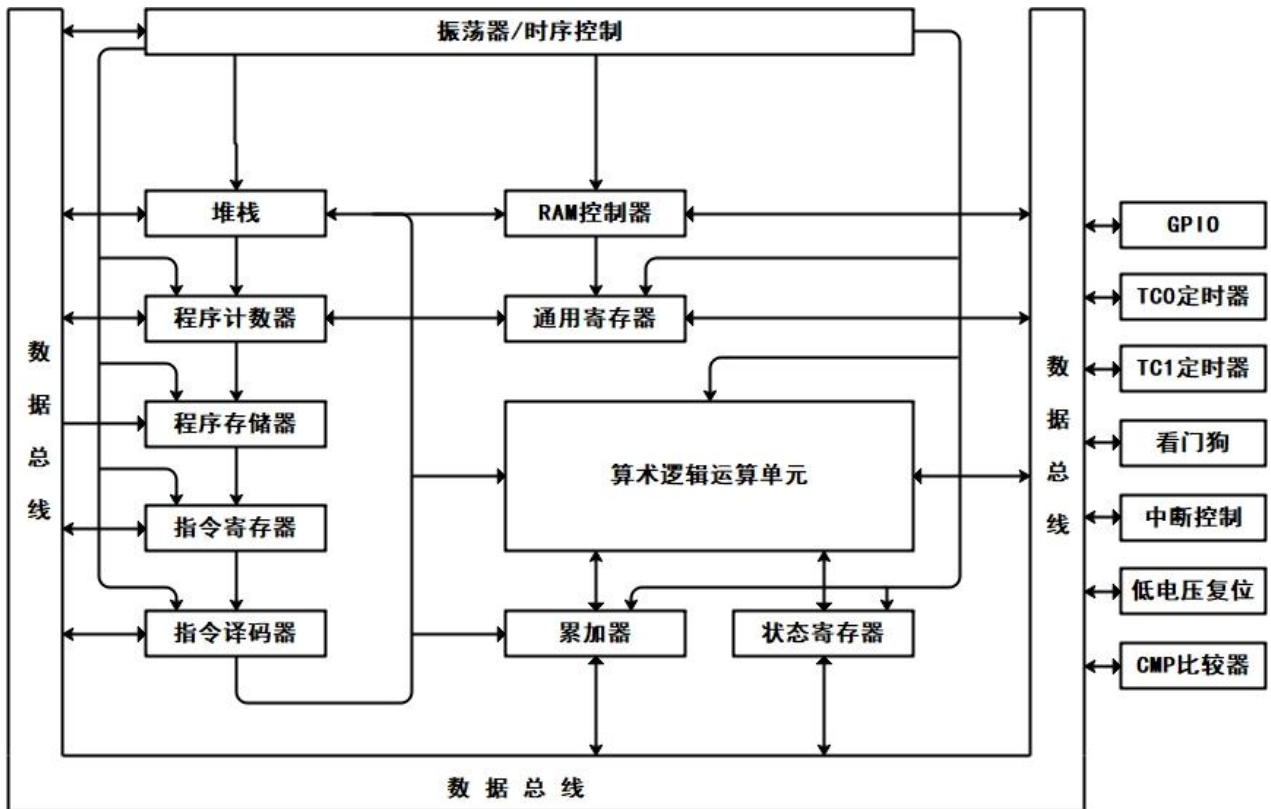 振荡器/时序控制
堆栈
RAM控制器
GPIO
程序计数器
通用寄存器
TC0定时器
数据总线
程序存储器
算术逻辑运算单元
数据总线
TC1定时器
看门狗
指令寄存器
中断控制
指令译码器
累加器
状态寄存器
低电压复位
CMP比较器
数据总线